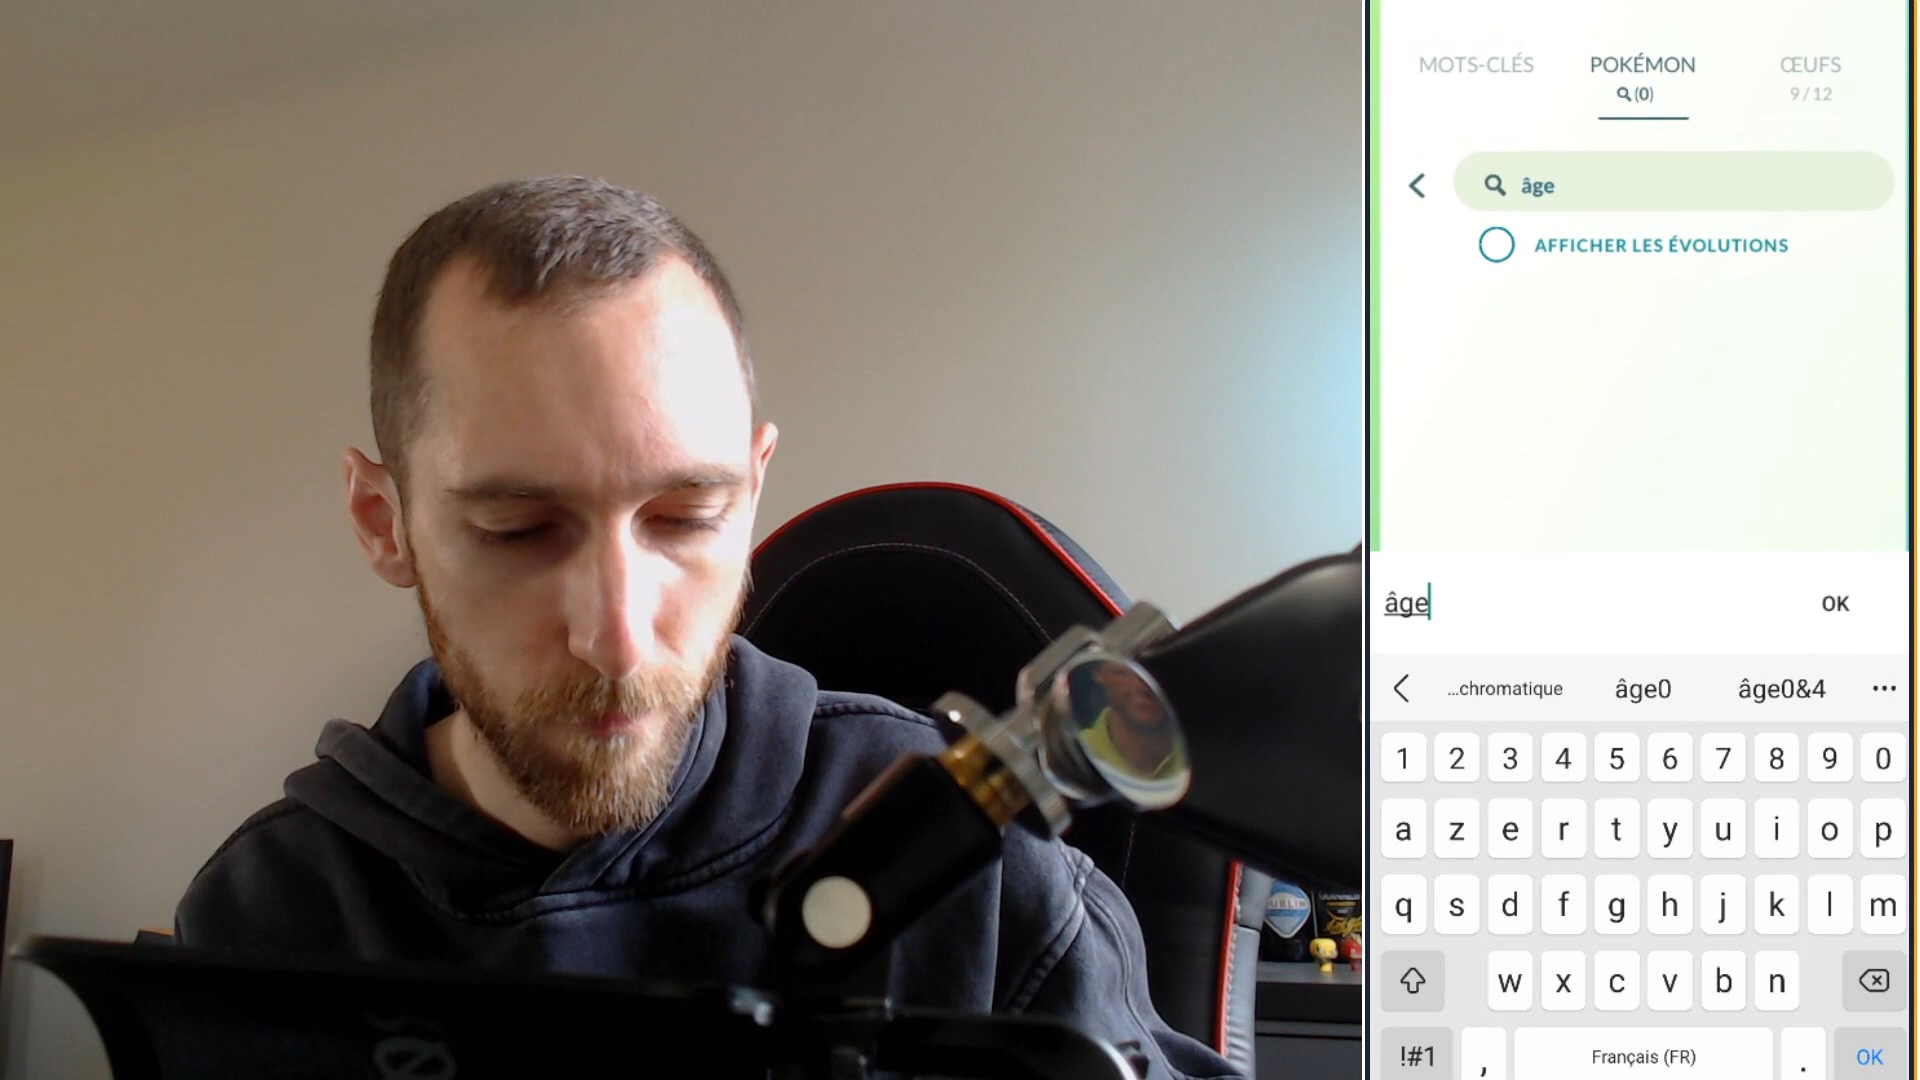 MOTS-CLÉS
POKÉMON
(0)
ŒUFS
9 / 12
âge
AFFICHER LES ÉVOLUTIONS
âge
OK
...chromatique
âge0
âge0&4
...
1 2 3 4 5 6 7 8 9 0
a z e r t y u i o p
q s d f g h j k l m
w x c v b n
!#1
,
Français (FR)
.
OK